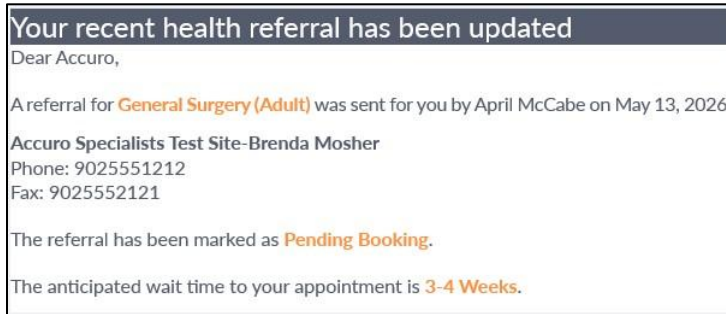 Your recent health referral has been updated
Dear Accuro,
A referral for General Surgery (Adult) was sent for you by April McCabe on May 13, 2026
Accuro Specialists Test Site-Brenda Mosher
Phone: 9025551212
Fax: 9025552121
The referral has been marked as Pending Booking.
The anticipated wait time to your appointment is 3-4 Weeks.